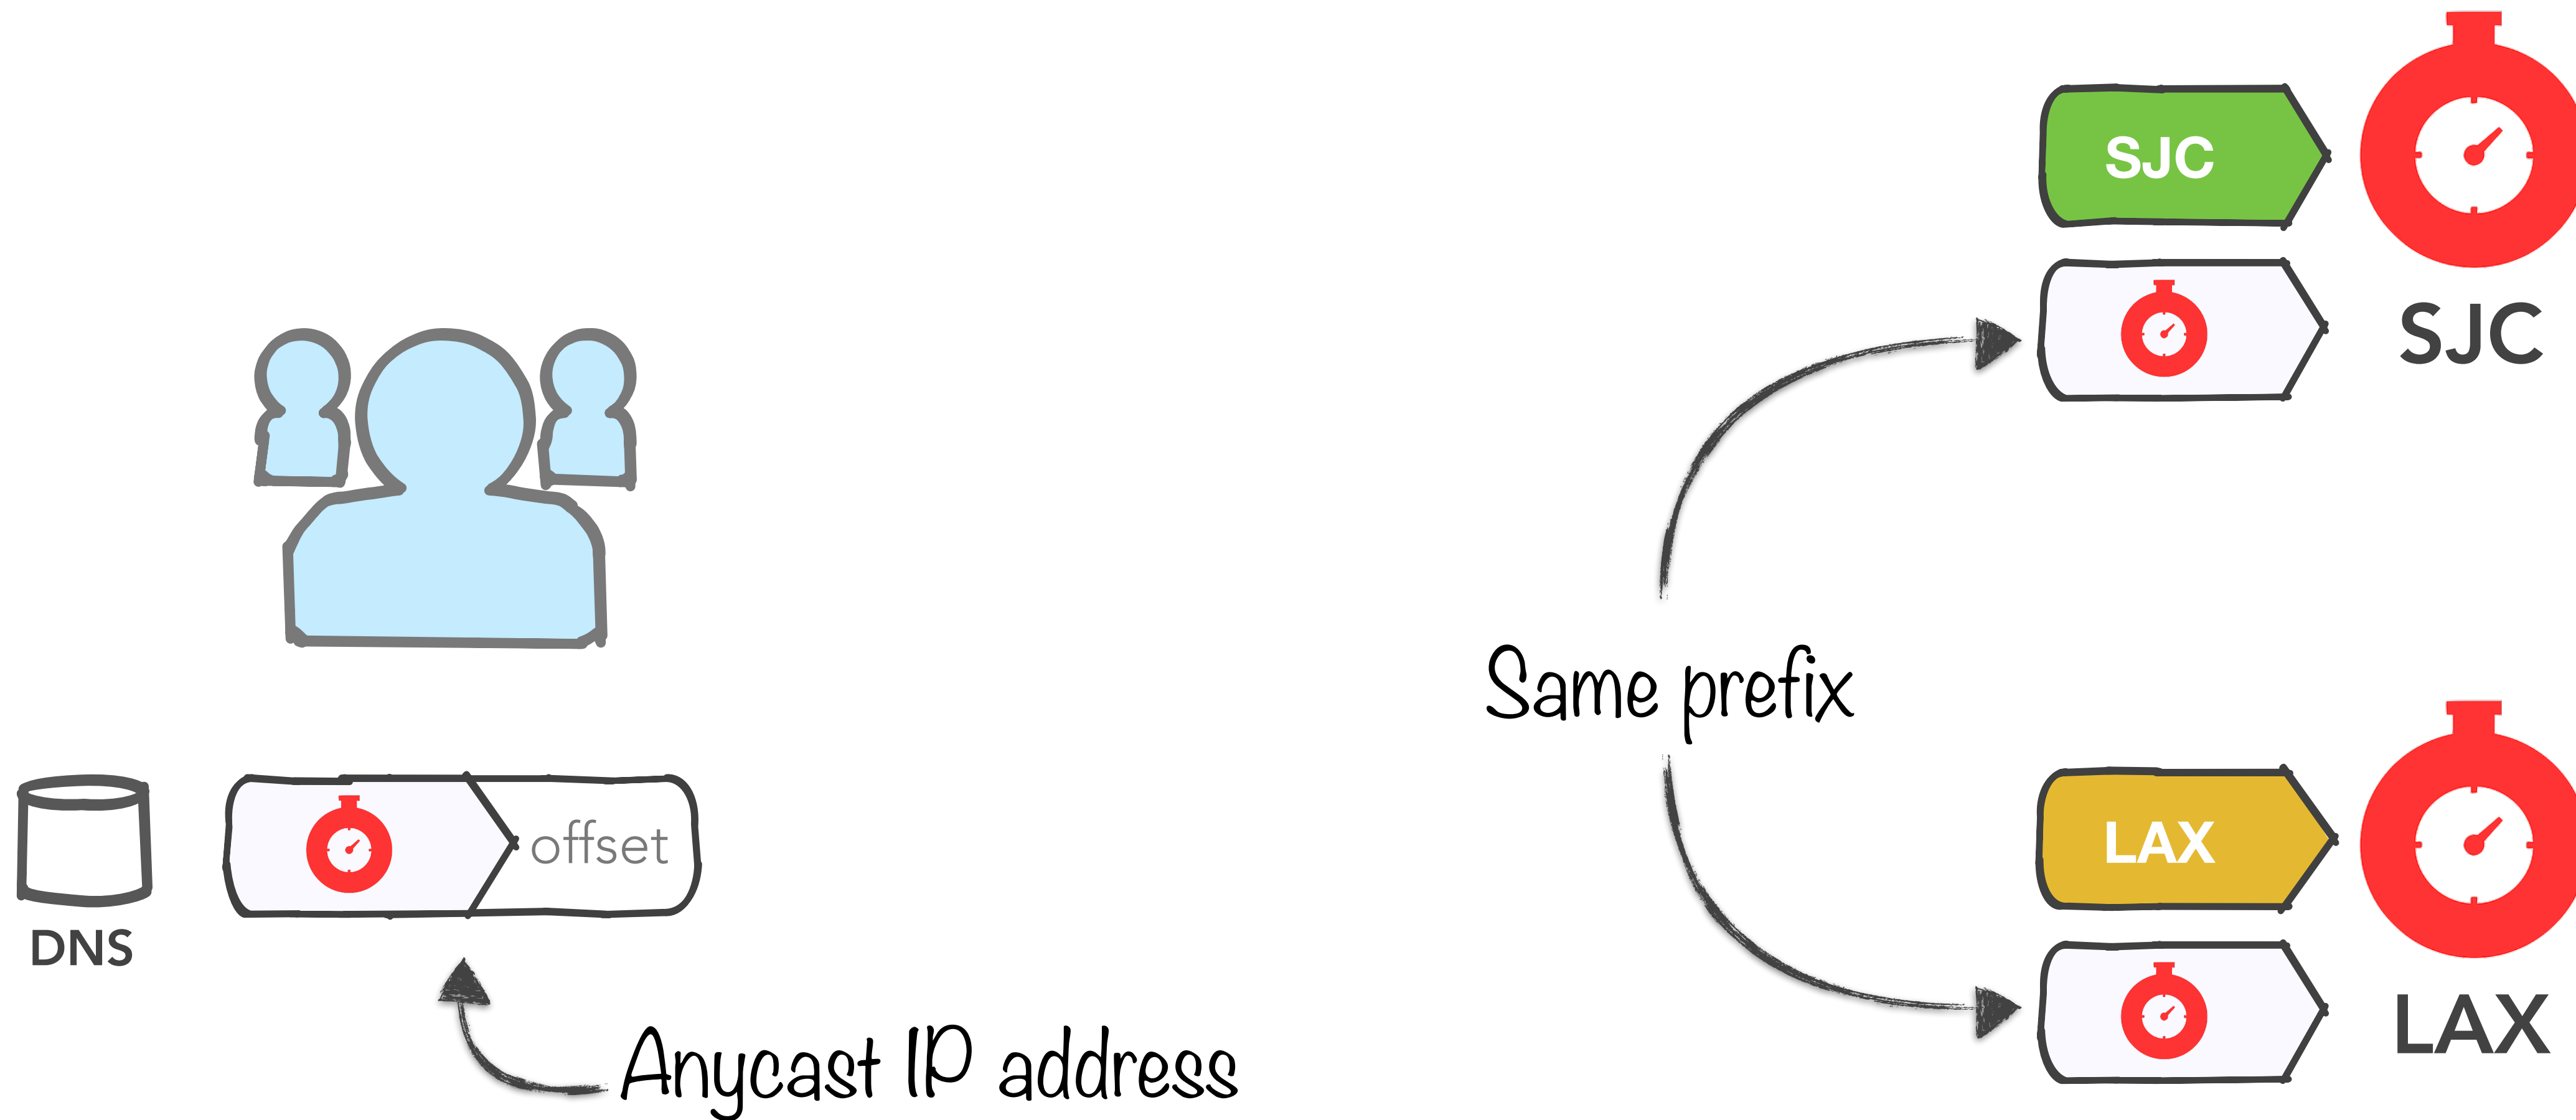 SJC
SJC
Same prefix
LAX
offset
DNS
LAX
Anycast IP address